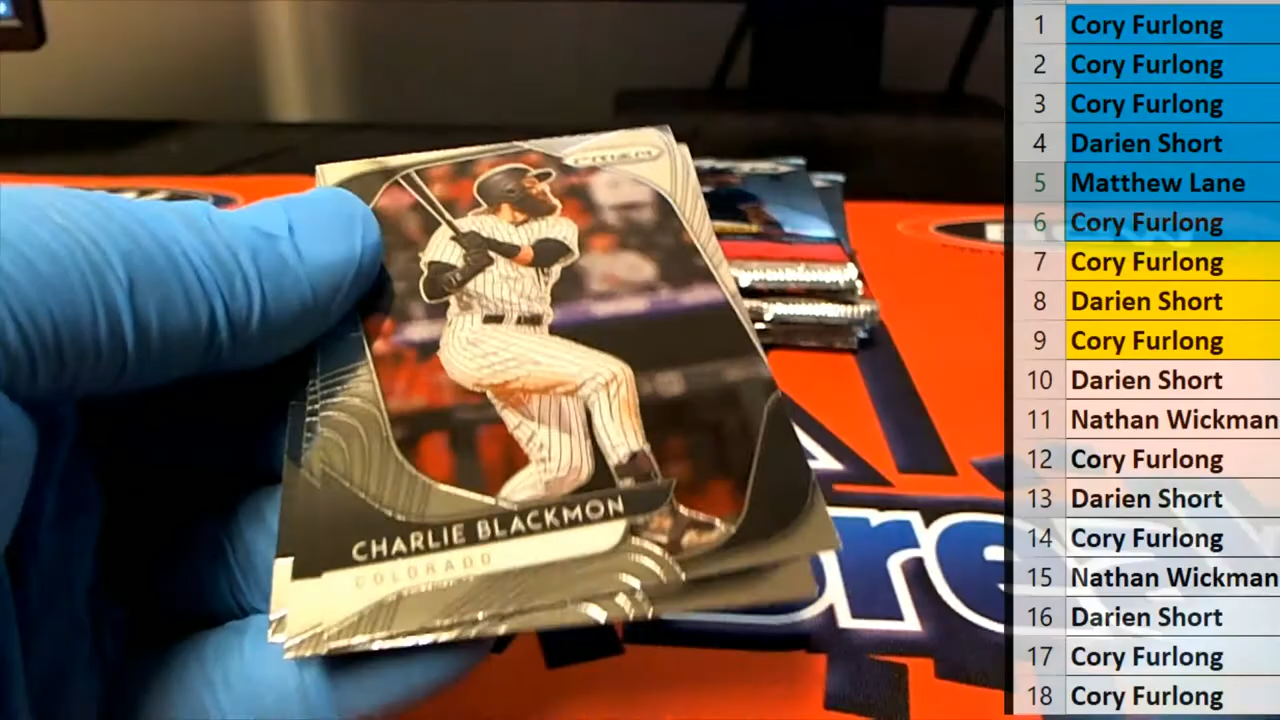 PRIZM
CHARLIE BLACKMON
COLORADO
1 Cory Furlong
2 Cory Furlong
3 Cory Furlong
4 Darien Short
5 Matthew Lane
6 Cory Furlong
7 Cory Furlong
8 Darien Short
9 Cory Furlong
10 Darien Short
11 Nathan Wickman
12 Cory Furlong
13 Darien Short
14 Cory Furlong
15 Nathan Wickman
16 Darien Short
17 Cory Furlong
18 Cory Furlong